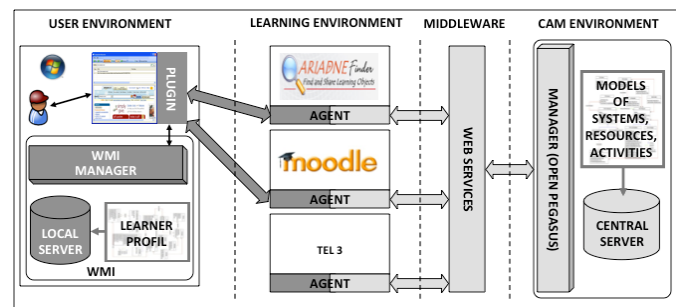 USER ENVIRONMENT
LEARNING ENVIRONMENT
MIDDLEWARE
CAM ENVIRONMENT
PLUGIN
WMI
MANAGER
LOCAL
SERVER
LEARNER
PROFIL
WMI
ARIADNE Finder
Find and Share Learning Objects
AGENT
moodle
AGENT
TEL 3
AGENT
WEB SERVICES
MANAGER (OPEN PEGASUS)
MODELS
OF
SYSTEMS,
RESOURCES,
ACTIVITIES
CENTRAL
SERVER